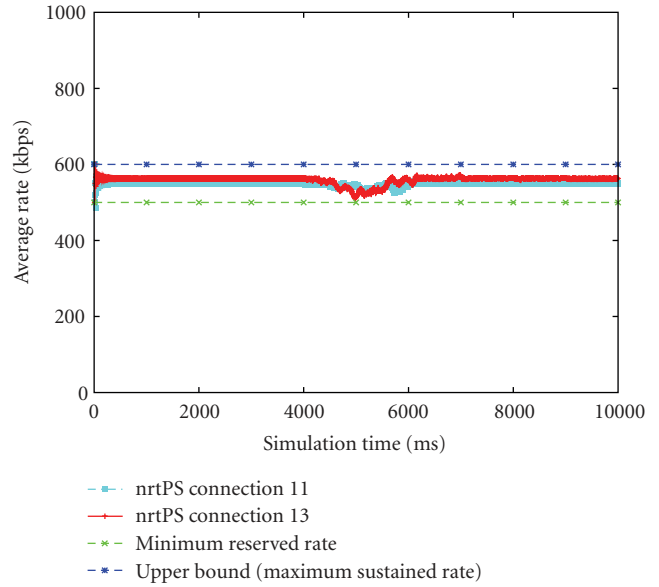 1000
800
600
400
200
0
Average rate (kbps)
0 2000 4000 6000 8000 10000
Simulation time (ms)
nrtPS connection 11
nrtPS connection 13
Minimum reserved rate
Upper bound (maximum sustained rate)